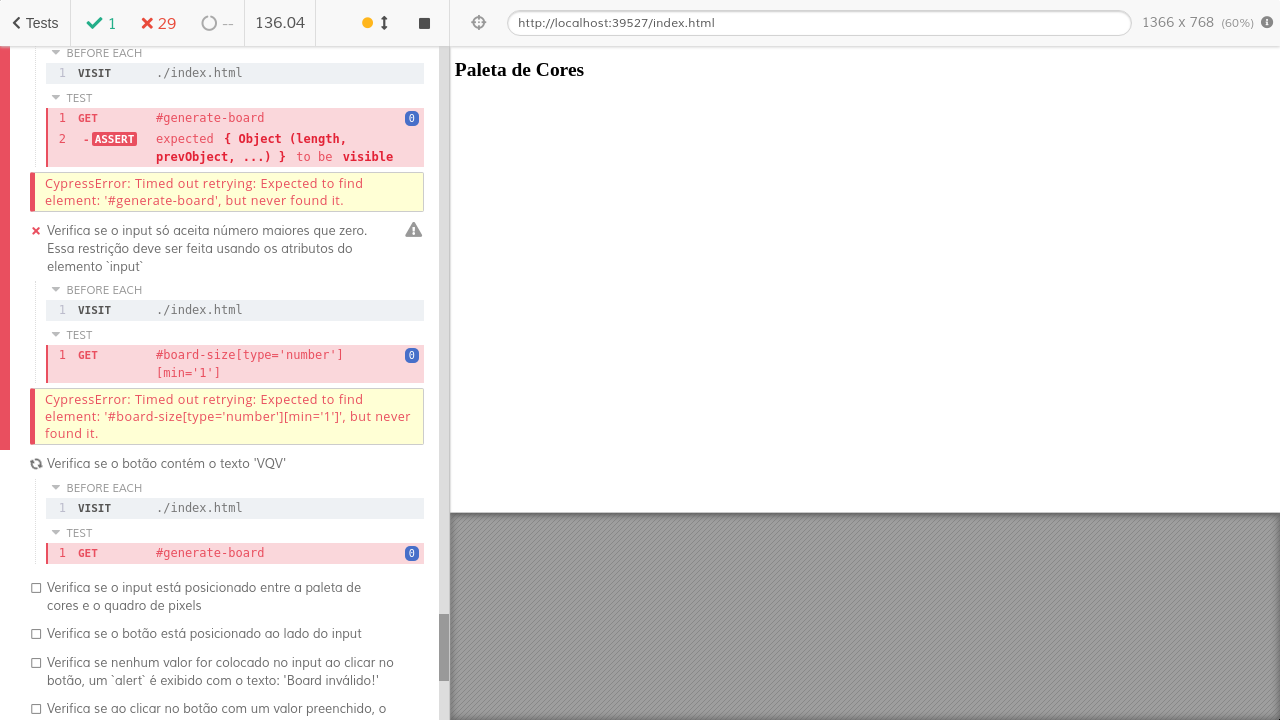 Tests
1
29
--
136.04
http://localhost:39527/index.html
1366 x 768 (60%)
BEFORE EACH
1 VISIT ./index.html
TEST
1 GET #generate-board 0
2 -ASSERT expected { Object (length,
prevObject, ...) } to be visible
CypressError: Timed out retrying: Expected to find
element: '#generate-board', but never found it.
Verifica se o input só aceita número maiores que zero.
Essa restrição deve ser feita usando os atributos do
elemento `input`
BEFORE EACH
1 VISIT ./index.html
TEST
1 GET #board-size[type='number'] 0
[min='1']
CypressError: Timed out retrying: Expected to find
element: '#board-size[type='number'][min='1']', but never
found it.
Verifica se o botão contém o texto 'VQV'
BEFORE EACH
1 VISIT ./index.html
TEST
1 GET #generate-board 0
Verifica se o input está posicionado entre a paleta de
cores e o quadro de pixels
Verifica se o botão está posicionado ao lado do input
Verifica se nenhum valor for colocado no input ao clicar no
botão, um `alert` é exibido com o texto: 'Board inválido!'
Verifica se ao clicar no botão com um valor preenchido, o
Paleta de Cores